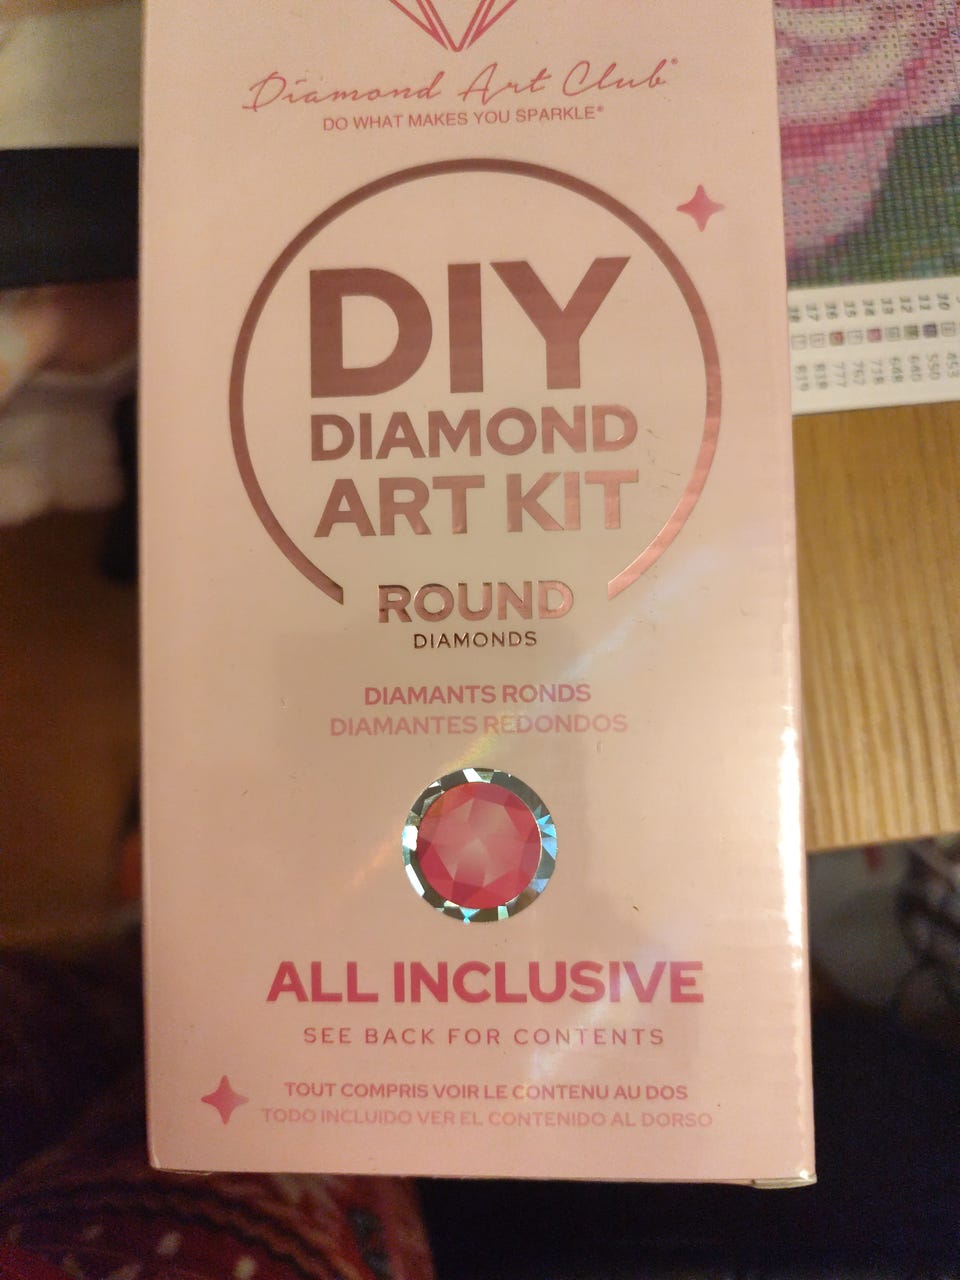 Diamond Art Club®
DO WHAT MAKES YOU SPARKLE®
DIY
DIAMOND
ART KIT
ROUND
DIAMONDS
DIAMANTS RONDS
DIAMANTES REDONDOS
ALL INCLUSIVE
SEE BACK FOR CONTENTS
TOUT COMPRIS VOIR LE CONTENU AU DOS
TODO INCLUIDO VER EL CONTENIDO AL DORSO